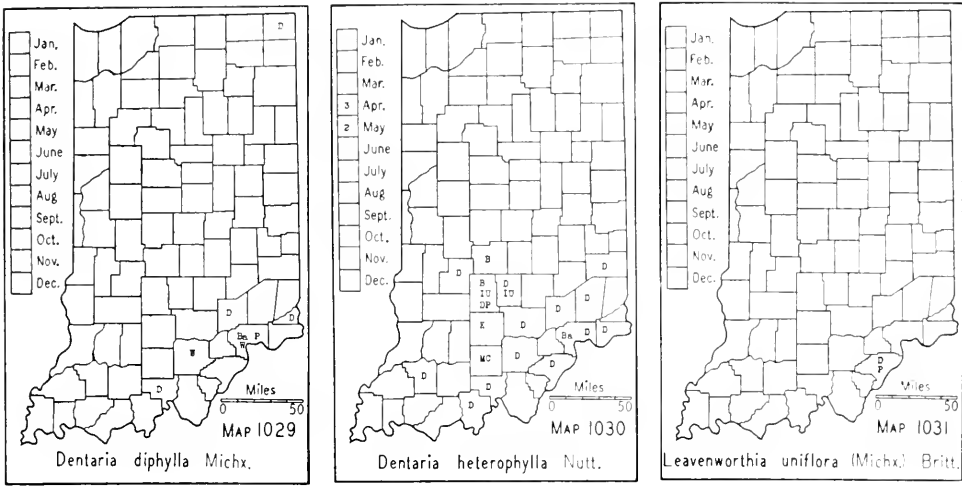 Jan.
Feb.
Mar.
Apr.
May
June
July
Aug
Sept.
Oct.
Nov.
Dec.
D
D
D
Bn P
W
W
D
Miles
0 50
MAP 1029
Dentaria diphylla Michx.
Jan.
Feb.
Mar.
3 Apr.
2 May
June
July
Aug
Sept.
Oct.
Nov.
Dec.
B
D
D
B D
IU IU
DP
D
K D
D
Bn D D
MC D D
D
D
D
Miles
0 50
MAP 1030
Dentaria heterophylla Nutt.
Jan.
Feb.
Mar.
Apr.
May
June
July
Aug
Sept.
Oct.
Nov.
Dec.
D
P
Miles
0 50
MAP 1031
Leavenworthia uniflora (Michx.) Britt.